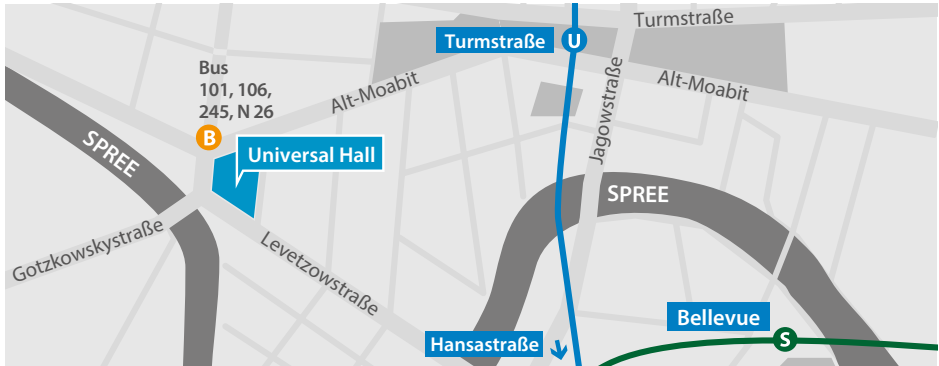 Turmstraße
Turmstraße
U
Bus
101, 106,
245, N 26
B
Alt-Moabit
Alt-Moabit
Jagowstraße
SPREE
Universal Hall
SPREE
Gotzkowskystraße
Levetzowstraße
Bellevue
S
Hansastraße